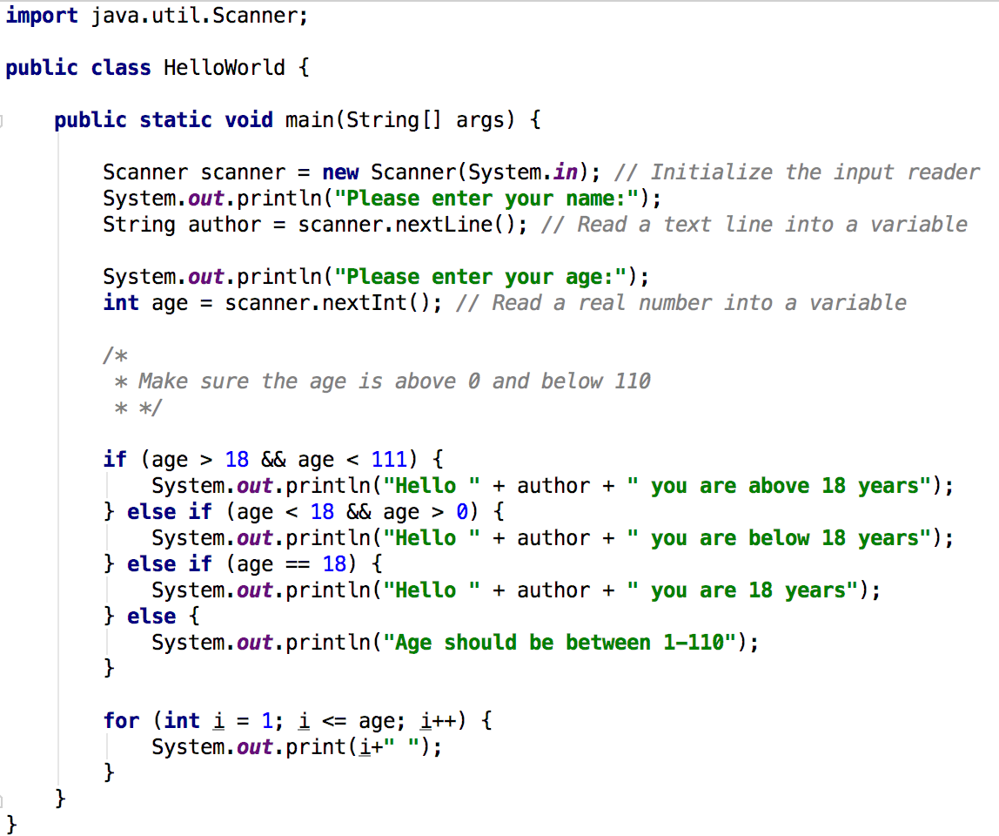 import java.util.Scanner;
public class HelloWorld {
public static void main(String[] args) {
Scanner scanner = new Scanner(System.in); // Initialize the input reader
System.out.println("Please enter your name:");
String author = scanner.nextLine(); // Read a text line into a variable
System.out.println("Please enter your age:");
int age = scanner.nextInt(); // Read a real number into a variable
/*
* Make sure the age is above 0 and below 110
* */
if (age > 18 && age < 111) {
System.out.println("Hello " + author + " you are above 18 years");
} else if (age < 18 && age > 0) {
System.out.println("Hello " + author + " you are below 18 years");
} else if (age == 18) {
System.out.println("Hello " + author + " you are 18 years");
} else {
System.out.println("Age should be between 1-110");
}
for (int i = 1; i <= age; i++) {
System.out.print(i+" ");
}
}
}